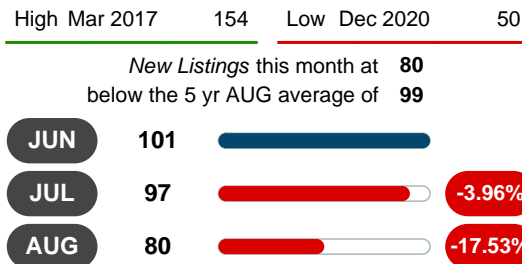 High Mar 2017 154 Low Dec 2020 50
New Listings this month at 80
below the 5 yr AUG average of 99
JUN 101
JUL 97 -3.96%
AUG 80 -17.53%